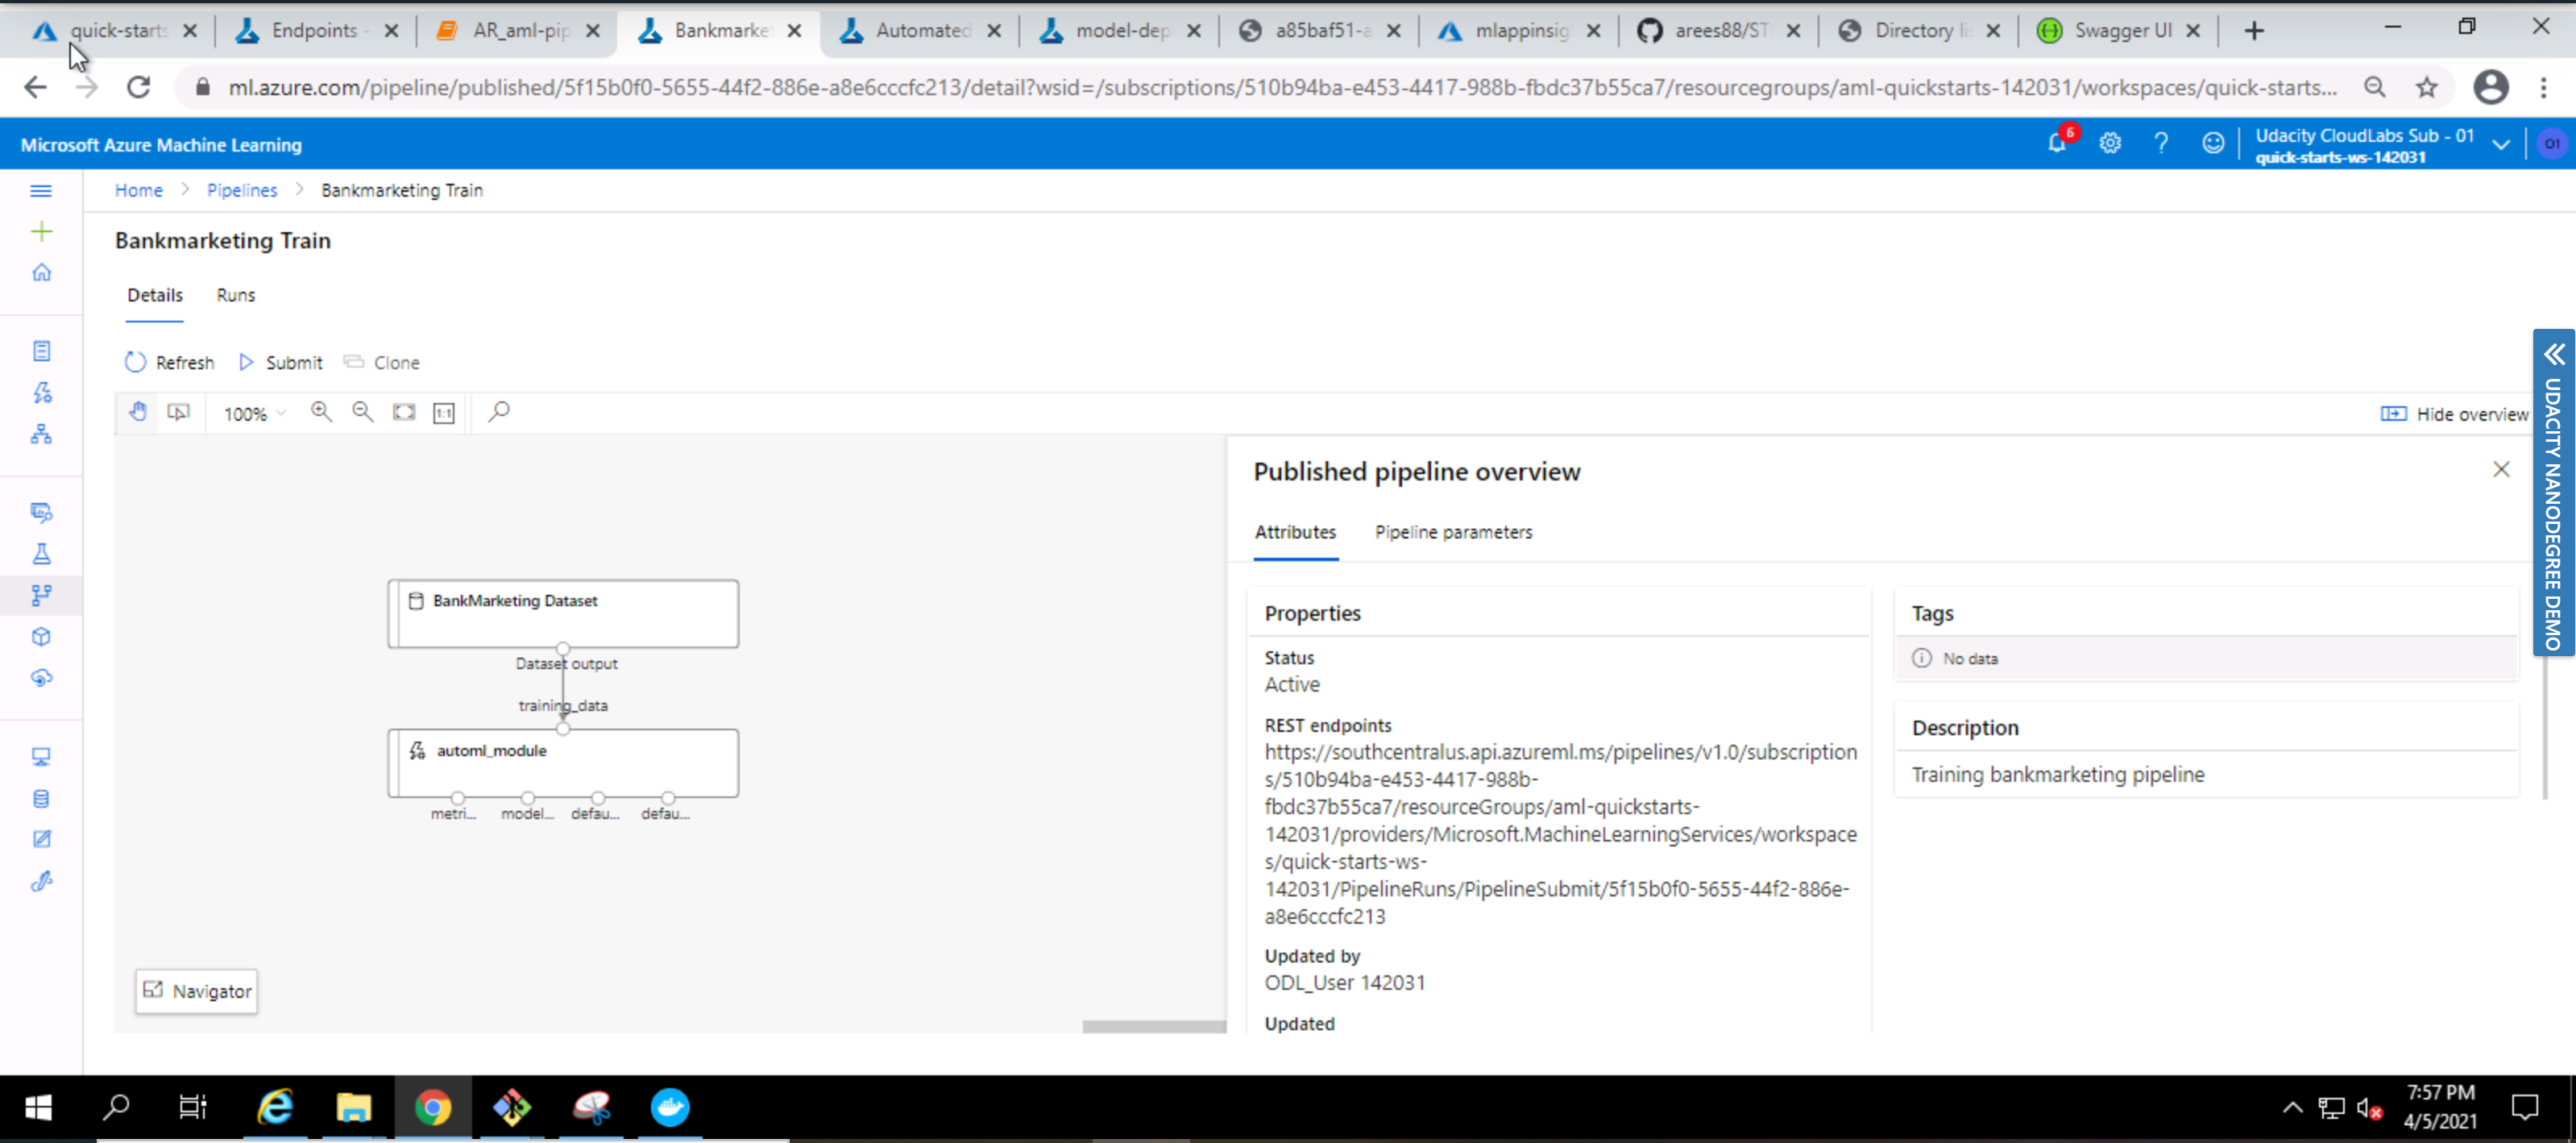 quick-starts
Endpoints -
AR_aml-pip
Bankmarke
Automated
model-dep
a85baf51-a
mlappinsig
arees88/ST
Directory li
Swagger UI
ml.azure.com/pipeline/published/5f15b0f0-5655-44f2-886e-a8e6cccfc213/detail?wsid=/subscriptions/510b94ba-e453-4417-988b-fbdc37b55ca7/resourcegroups/aml-quickstarts-142031/workspaces/quick-starts...
Microsoft Azure Machine Learning
6
Udacity CloudLabs Sub - 01
quick-starts-ws-142031
O1
Home > Pipelines > Bankmarketing Train
Bankmarketing Train
Details Runs
Refresh Submit Clone
100%
1:1
Hide overview
UDACITY NANODEGREE DEMO
BankMarketing Dataset
Dataset output
training_data
automl_module
metri... model... defau... defau...
Navigator
Published pipeline overview
Attributes Pipeline parameters
Properties
Status
Active
REST endpoints
https://southcentralus.api.azureml.ms/pipelines/v1.0/subscription
s/510b94ba-e453-4417-988b-
fbdc37b55ca7/resourceGroups/aml-quickstarts-
142031/providers/Microsoft.MachineLearningServices/workspace
s/quick-starts-ws-
142031/PipelineRuns/PipelineSubmit/5f15b0f0-5655-44f2-886e-
a8e6cccfc213
Updated by
ODL_User 142031
Updated
Tags
No data
Description
Training bankmarketing pipeline
7:57 PM
4/5/2021